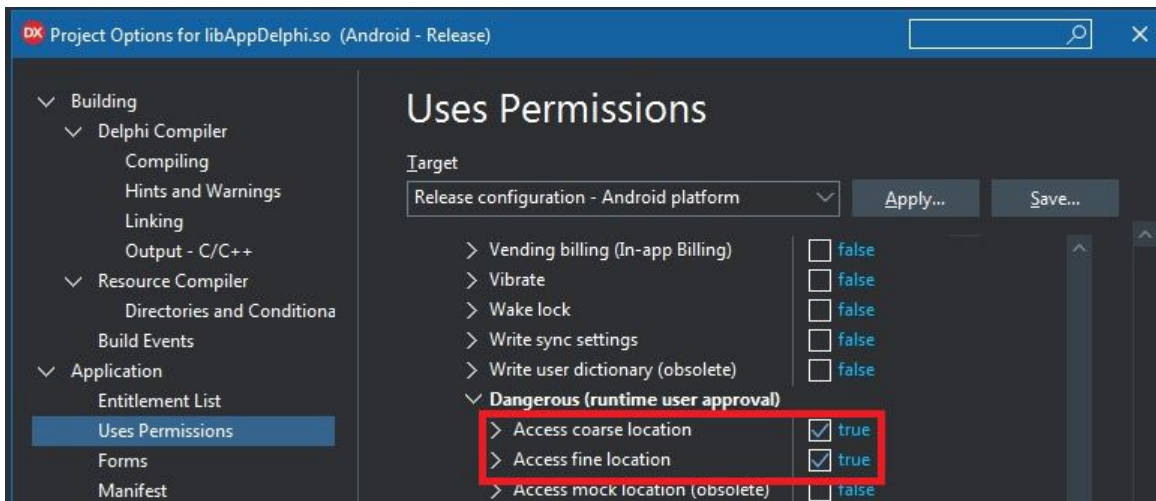 DX Project Options for libAppDelphi.so (Android - Release)
Building
Delphi Compiler
Compiling
Hints and Warnings
Linking
Output - C/C++
Resource Compiler
Directories and Conditiona
Build Events
Application
Entitlement List
Uses Permissions
Forms
Manifest
Uses Permissions
Target
Release configuration - Android platform Apply... Save...
Vending billing (In-app Billing) false
Vibrate false
Wake lock false
Write sync settings false
Write user dictionary (obsolete) false
Dangerous (runtime user approval)
Access coarse location true
Access fine location true
Access mock location (obsolete) false